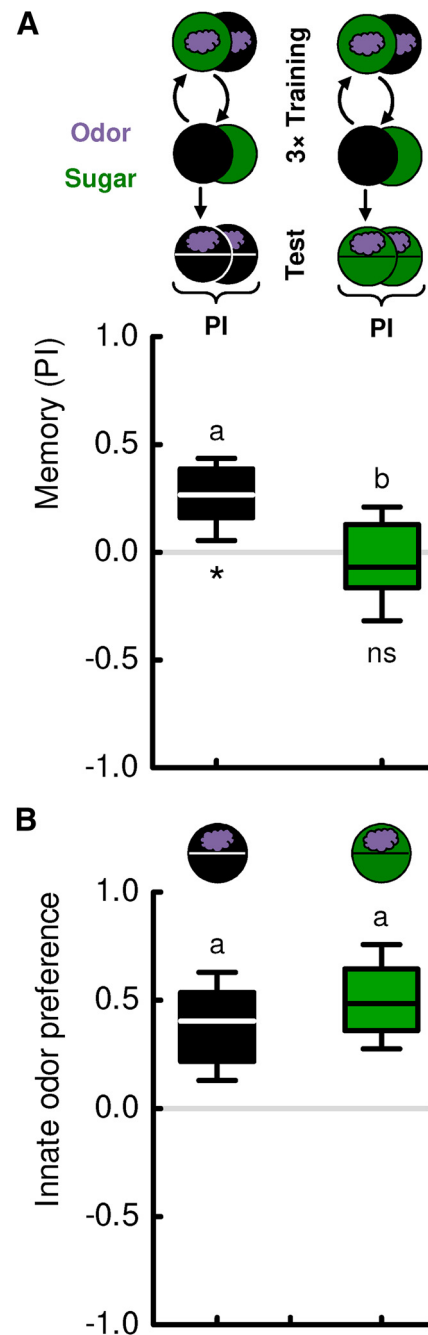 A
Odor
Sugar
3× Training
Test
PI
PI
Memory (PI)
1.0
0.5
0.0
-0.5
-1.0
a
*
b
ns
B
Innate odor preference
1.0
0.5
0.0
-0.5
-1.0
a
a